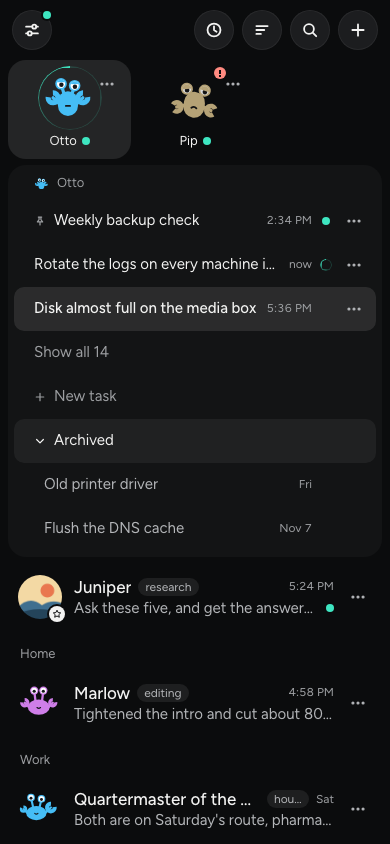 Otto
Pip
Otto
Weekly backup check 2:34 PM
Rotate the logs on every machine i... now
Disk almost full on the media box 5:36 PM
Show all 14
+ New task
Archived
Old printer driver Fri
Flush the DNS cache Nov 7
Juniper research 5:24 PM
Ask these five, and get the answer...
Home
Marlow editing 4:58 PM
Tightened the intro and cut about 80...
Work
Quartermaster of the ... hou... Sat
Both are on Saturday's route, pharma...